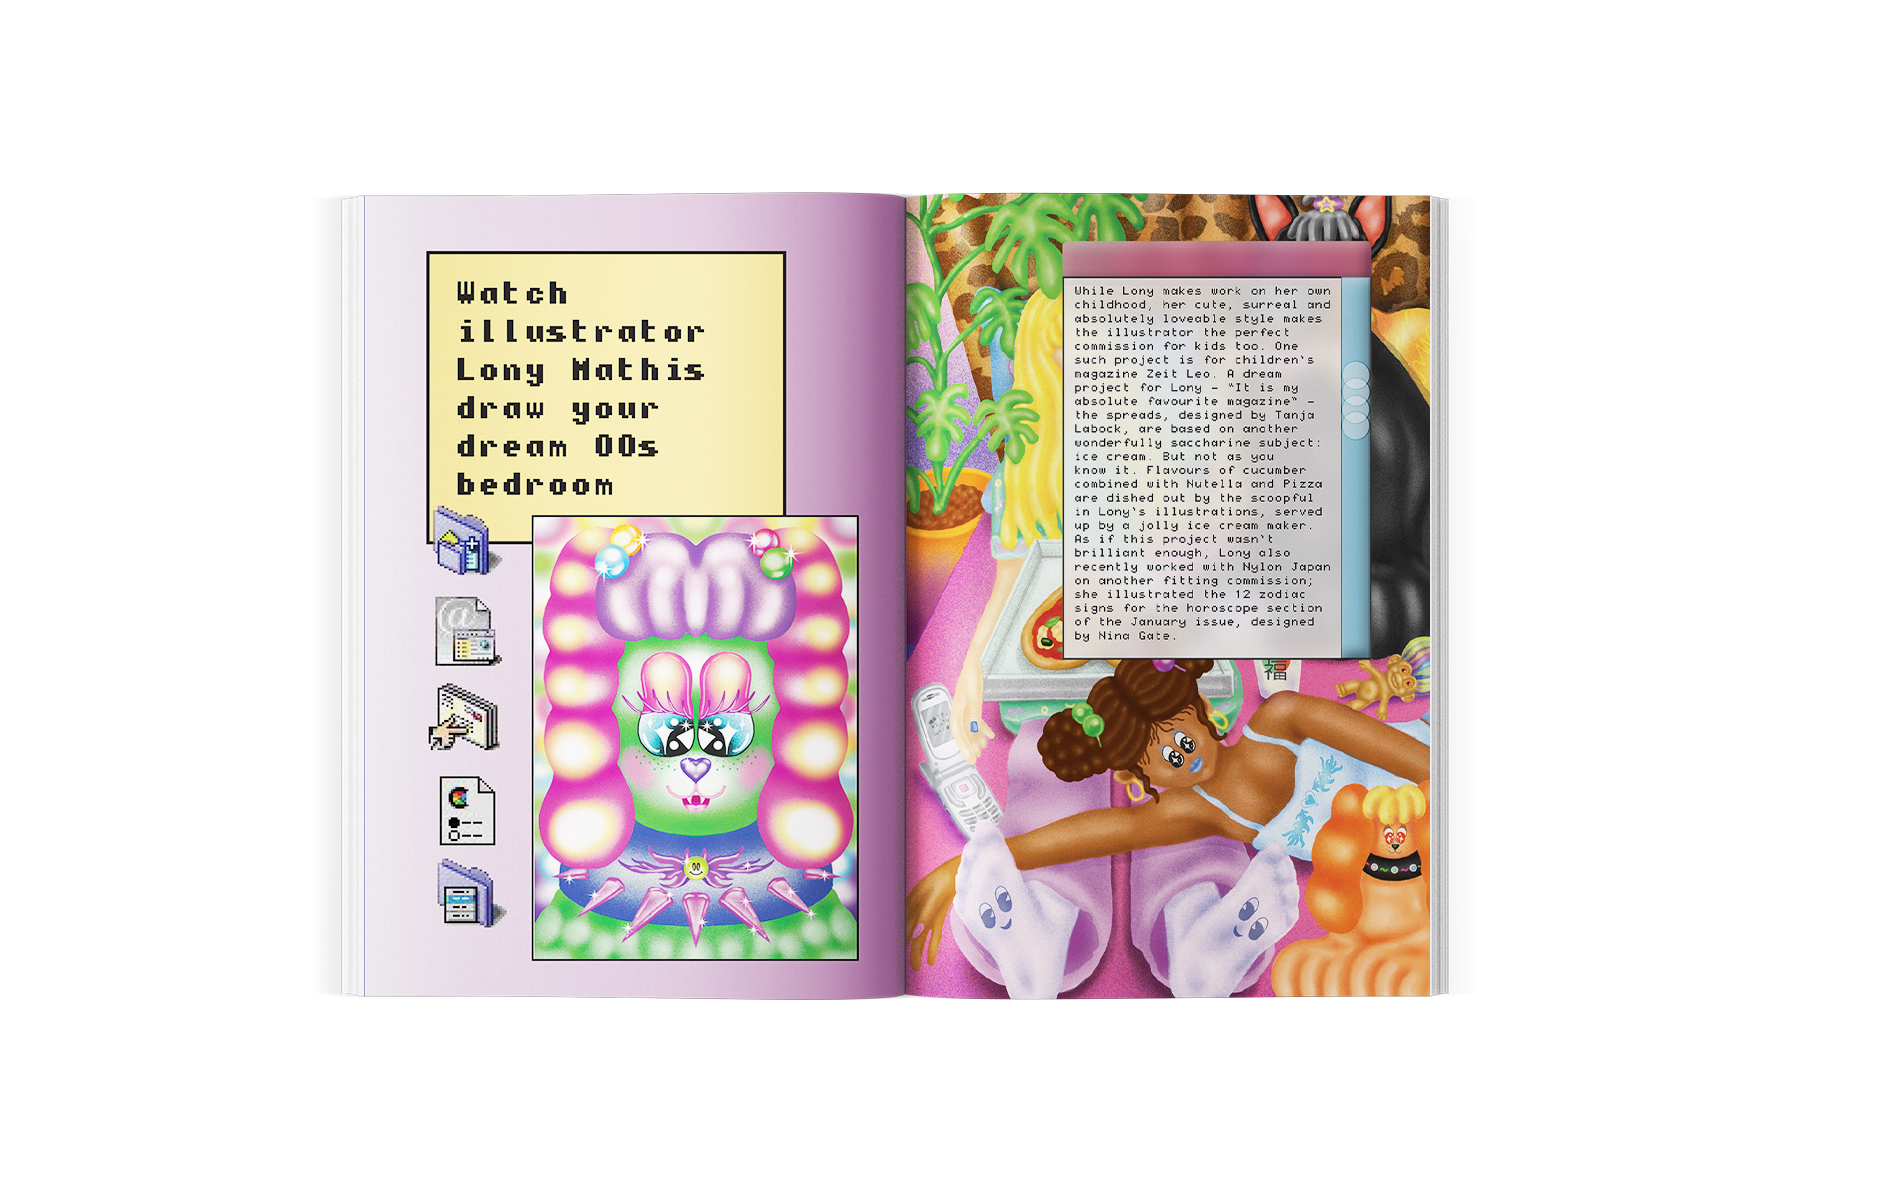 Watch
illustrator
Lony Mathis
draw your
dream 00s
bedroom
@
While Lony makes work on her own
childhood, her cute, surreal and
absolutely loveable style makes
the illustrator the perfect
commission for kids too. One
such project is for children's
magazine Zeit Leo. A dream
project for Lony – "It is my
absolute favourite magazine" –
the spreads, designed by Tanja
Labock, are based on another
wonderfully saccharine subject:
ice cream. But not as you
know it. Flavours of cucumber
combined with Nutella and Pizza
are dished out by the scoopful
in Lony's illustrations, served
up by a jolly ice cream maker.
As if this project wasn't
brilliant enough, Lony also
recently worked with Nylon Japan
on another fitting commission;
she illustrated the 12 zodiac
signs for the horoscope section
of the January issue, designed
by Nina Gate.
福